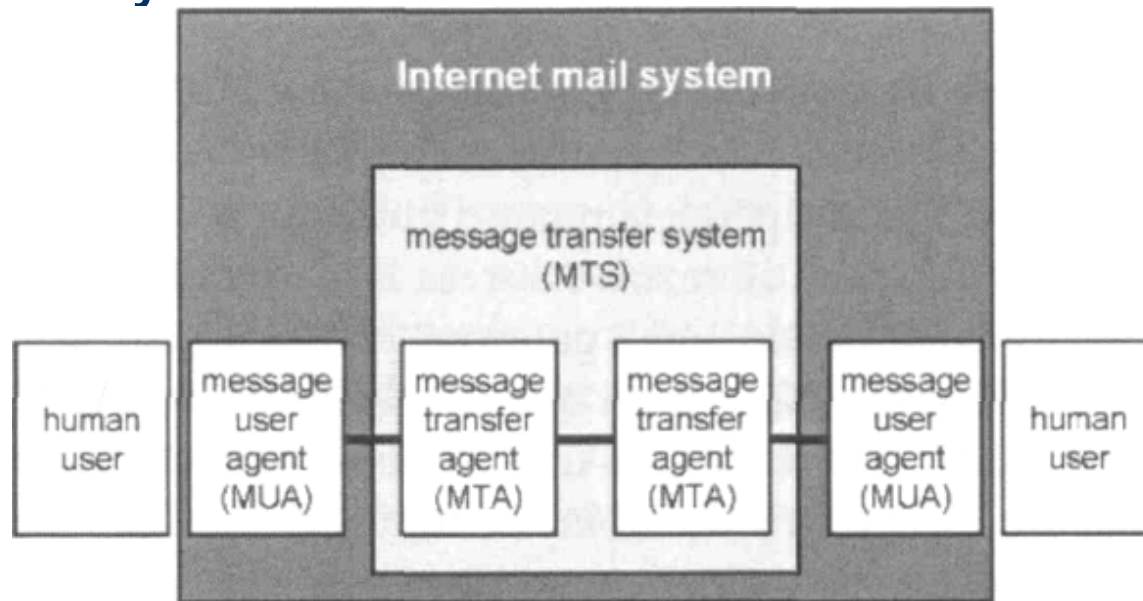 Internet mail system
message transfer system
(MTS)
human
user
message
user
agent
(MUA)
message
transfer
agent
(MTA)
message
transfer
agent
(MTA)
message
user
agent
(MUA)
human
user